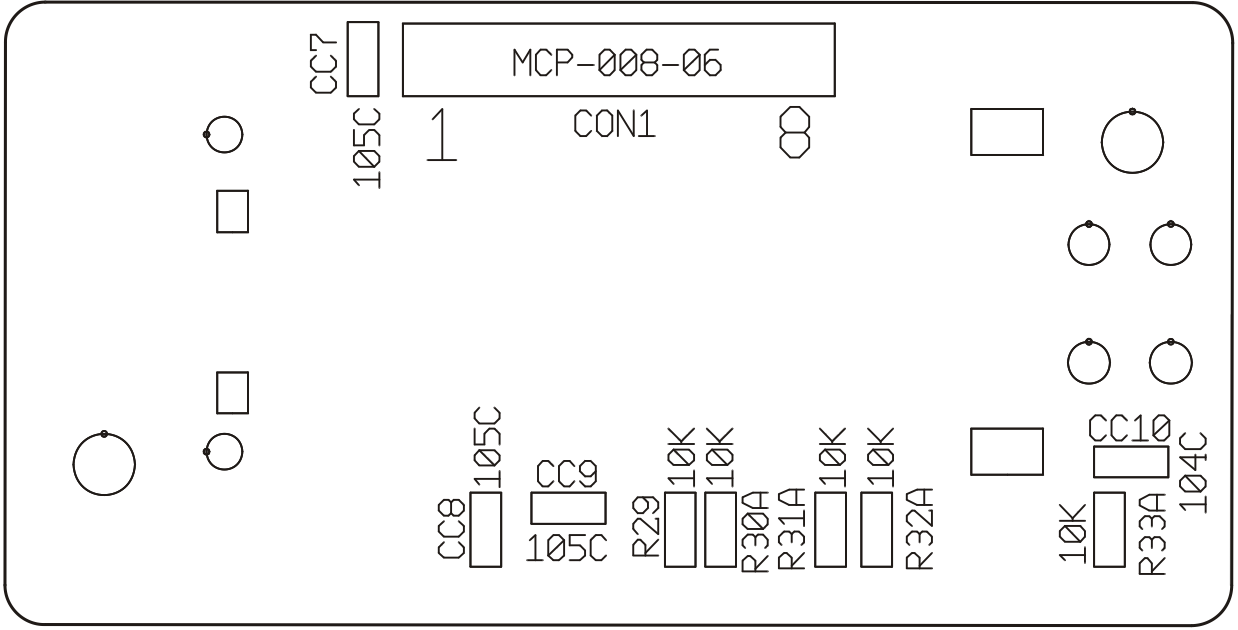 CC7
MCP-008-06
105C
1
CON1
8
CC8
105C
CC9
105C
R29
10K
10K
R30A
R31A
10K
10K
R32A
CC10
104C
10K
R33A